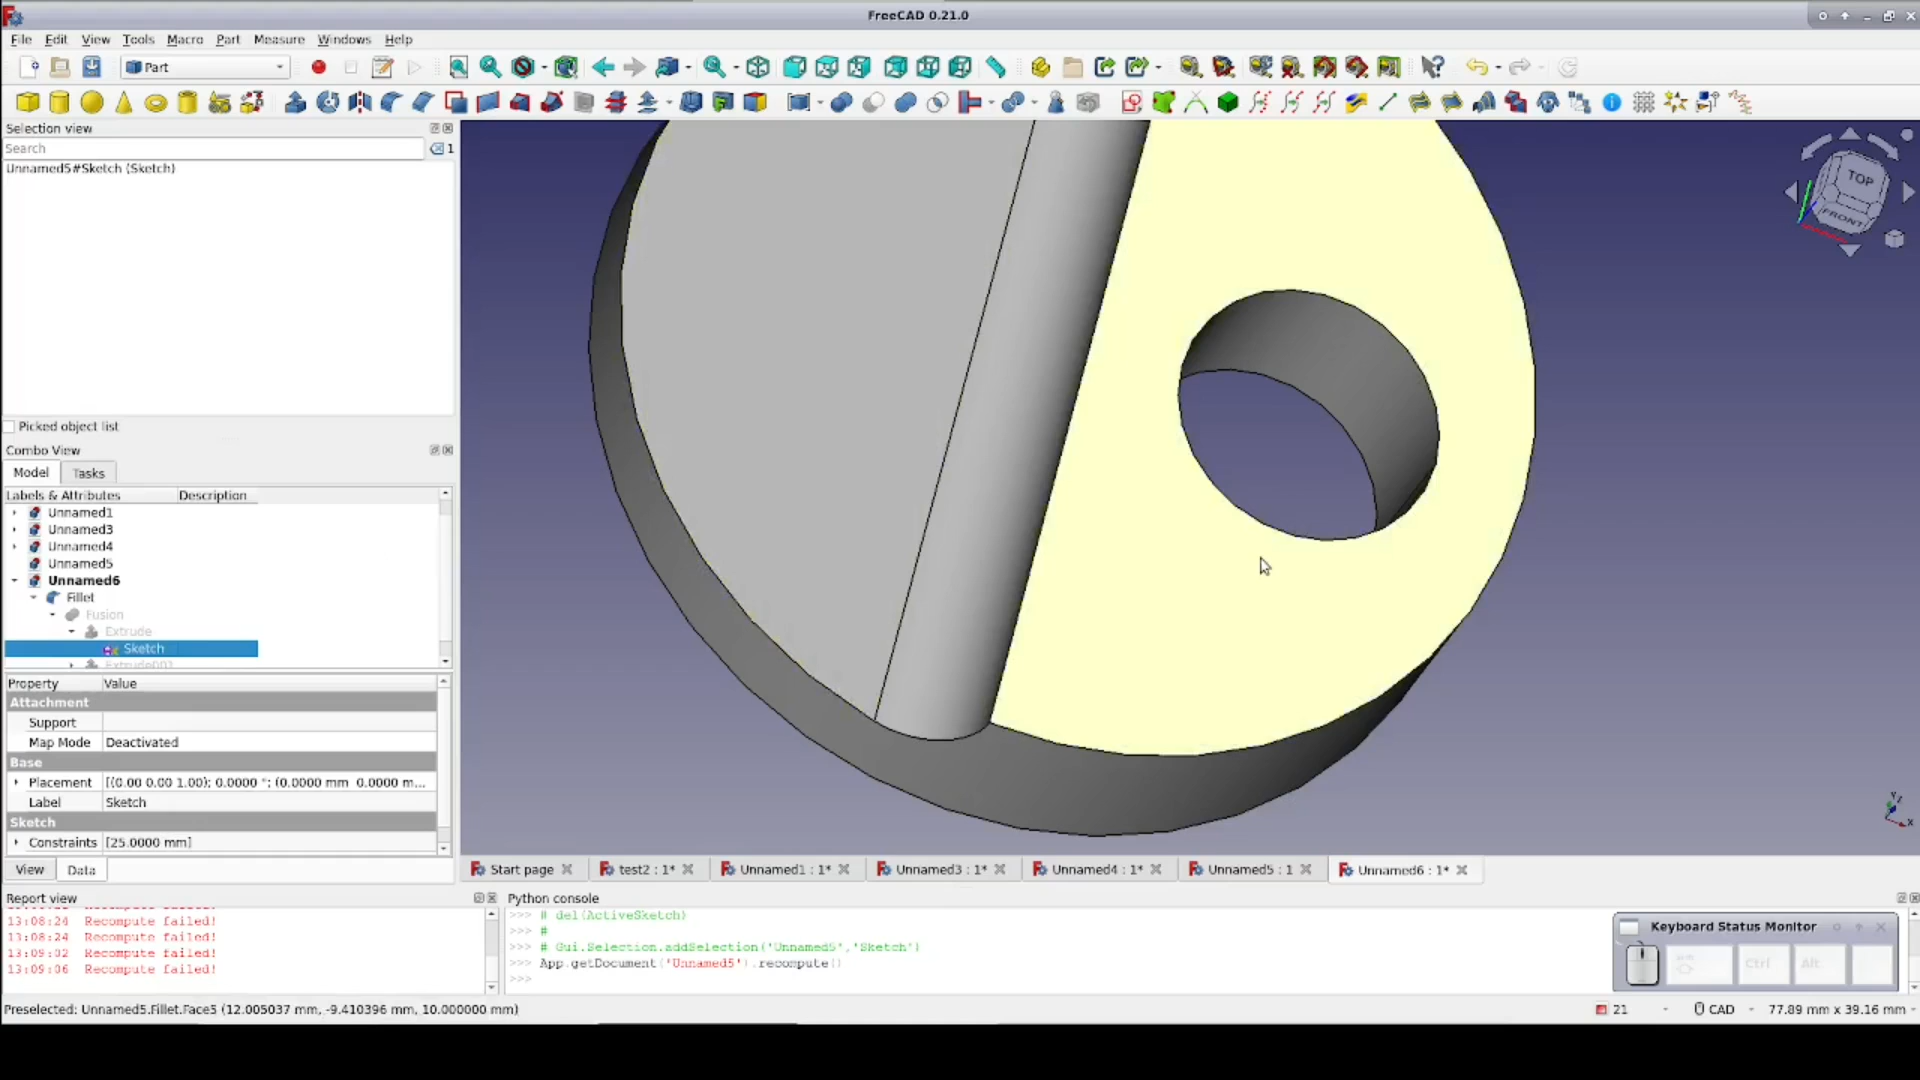 FreeCAD 0.21.0
File Edit View Tools Macro Part Measure Windows Help
Part
Selection view
Search
1
Unnamed5#Sketch (Sketch)
Picked object list
Combo View
Model Tasks
Labels & Attributes Description
Unnamed1
Unnamed3
Unnamed4
Unnamed5
Unnamed6
Fillet
Fusion
Extrude
Sketch
Extrude001
Property Value
Attachment
Support
Map Mode Deactivated
Base
Placement [(0.00 0.00 1.00); 0.0000 °; (0.0000 mm 0.0000 m...
Label Sketch
Sketch
Constraints [25.0000 mm]
View Data
TOP
FRONT
Y Z X
Start page test2 : 1* Unnamed1 : 1* Unnamed3 : 1* Unnamed4 : 1* Unnamed5 : 1 Unnamed6 : 1*
Report view
13:08:24 Recompute failed!
13:08:24 Recompute failed!
13:09:02 Recompute failed!
13:09:06 Recompute failed!
Python console
>>> # del(ActiveSketch)
>>> #
>>> # Gui.Selection.addSelection('Unnamed5','Sketch')
>>> App.getDocument('Unnamed5').recompute()
>>>
Keyboard Status Monitor
Ctrl Alt
Preselected: Unnamed5.Fillet.Face5 (12.005037 mm, -9.410396 mm, 10.000000 mm)
21 CAD 77.89 mm x 39.16 mm